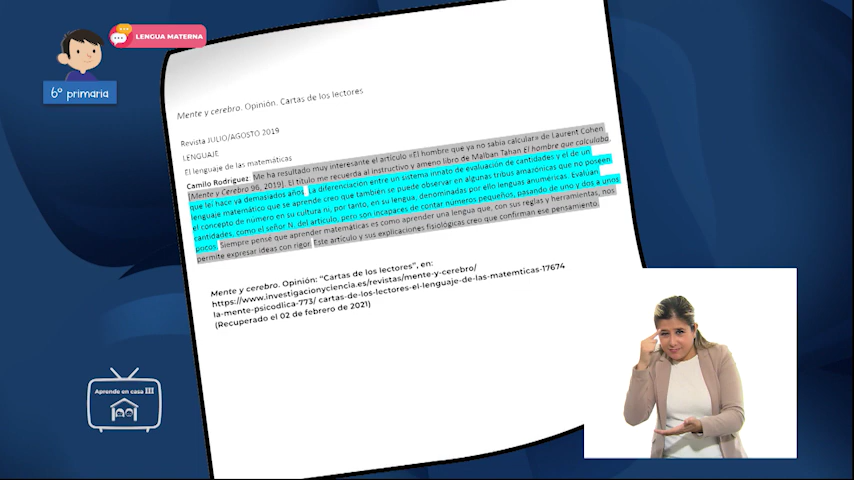 LENGUA MATERNA
6º primaria
Mente y cerebro. Opinión. Cartas de los lectores
Revista JULIO/AGOSTO 2019
LENGUAJE
El lenguaje de las matemáticas
Camilo Rodríguez: Me ha resultado muy interesante el artículo «El hombre que ya no sabía calcular» de Laurent Cohen
[Mente y Cerebro 96, 2019]. El título me recuerda al instructivo y ameno libro de Malban Tahan El hombre que calculaba,
que leí hace ya demasiados años. La diferenciación entre un sistema innato de evaluación de cantidades y el de un
lenguaje matemático que se aprende creo que también se puede observar en algunas tribus amazónicas que no poseen
el concepto de número en su cultura ni, por tanto, en su lengua, denominadas por ello lenguas anuméricas. Evalúan
cantidades, como el señor N. del artículo, pero son incapaces de contar números pequeños, pasando de uno y dos a unos
pocos. Siempre pensé que aprender matemáticas es como aprender una lengua que, con sus reglas y herramientas, nos
permite expresar ideas con rigor. Este artículo y sus explicaciones fisiológicas creo que confirman ese pensamiento.
Mente y cerebro. Opinión: "Cartas de los lectores", en:
https://www.investigacionyciencia.es/revistas/mente-y-cerebro/
la-mente-psicodlica-773/ cartas-de-los-lectores-el-lenguaje-de-las-matemticas-17674
(Recuperado el 02 de febrero de 2021)
Aprende en casa III